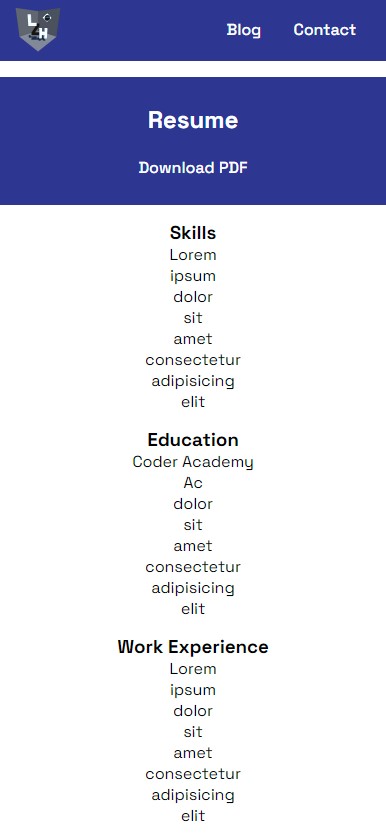 L
H
Blog Contact
Resume
Download PDF
Skills
Lorem
ipsum
dolor
sit
amet
consectetur
adipisicing
elit
Education
Coder Academy
Ac
dolor
sit
amet
consectetur
adipisicing
elit
Work Experience
Lorem
ipsum
dolor
sit
amet
consectetur
adipisicing
elit